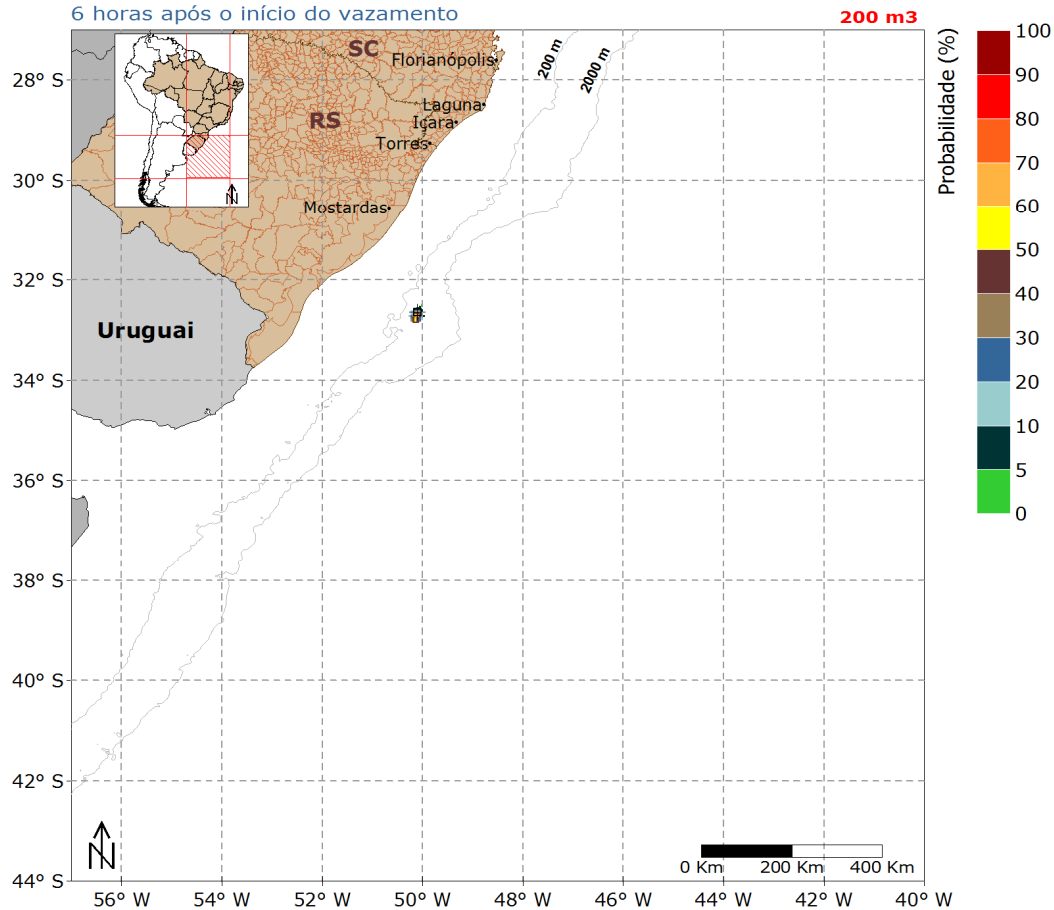 6 horas após o início do vazamento
200 m3
SC
Florianópolis
Laguna
Içara
RS
Torres
Mostardas
Uruguai
200 m
2000 m
N
N
28° S
30° S
32° S
34° S
36° S
38° S
40° S
42° S
44° S
56° W
54° W
52° W
50° W
48° W
46° W
44° W
42° W
40° W
0 Km
200 Km
400 Km
Probabilidade (%)
100
90
80
70
60
50
40
30
20
10
5
0